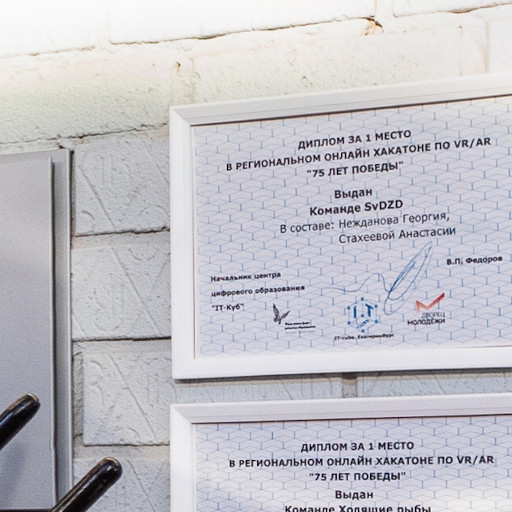 ДИПЛОМ ЗА 1 МЕСТО
В РЕГИОНАЛЬНОМ ОНЛАЙН ХАКАТОНЕ ПО VR/AR
"75 ЛЕТ ПОБЕДЫ"
Выдан
Команде SvDZD
В составе: Нежданова Георгия,
Стахеевой Анастасии
Начальник центра
цифрового образования
"IT-Куб"
В.П. Федоров
IT
ДВОРЕЦ
МОЛОДЁЖИ
IT-куб. Екатеринбург
ДИПЛОМ ЗА 1 МЕСТО
В РЕГИОНАЛЬНОМ ОНЛАЙН ХАКАТОНЕ ПО VR/AR
"75 ЛЕТ ПОБЕДЫ"
Выдан
Команде Ходящие рыбы